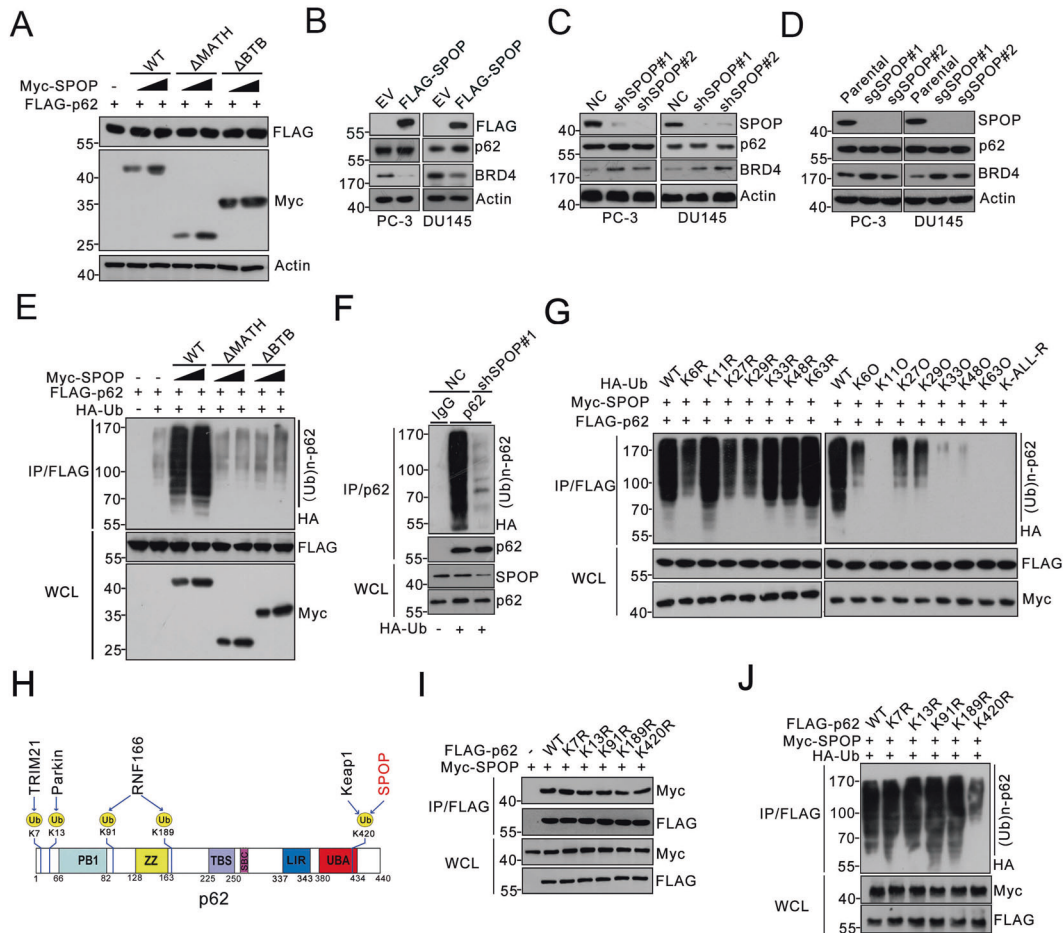 A
WT
ΔMATH
ΔBTB
Myc-SPOP
-
FLAG-p62
+ + + + + + +
55
FLAG
40
35
25
Myc
40
Actin
B
EV
FLAG-SPOP
EV
FLAG-SPOP
55
FLAG
55
p62
170
BRD4
40
Actin
PC-3
DU145
C
NC
shSPOP#1
shSPOP#2
NC
shSPOP#1
shSPOP#2
40
SPOP
55
p62
170
BRD4
40
Actin
PC-3
DU145
D
Parental
sgSPOP#1
sgSPOP#2
Parental
sgSPOP#1
sgSPOP#2
40
SPOP
55
p62
170
BRD4
40
Actin
PC-3
DU145
E
WT
ΔMATH
ΔBTB
Myc-SPOP
- -
FLAG-p62
+ + + + + + + +
HA-Ub
- + + + + + + +
IP/FLAG
170
100
70
55
(Ub)n-p62
HA
WCL
55
FLAG
40
35
25
Myc
F
NC
shSPOP#1
IgG
p62
IP/p62
170
100
70
55
(Ub)n-p62
HA
55
p62
WCL
40
SPOP
55
p62
HA-Ub
- + +
G
HA-Ub
WT
K6R
K11R
K27R
K29R
K33R
K48R
K63R
WT
K6O
K11O
K27O
K29O
K33O
K48O
K63O
K-ALL-R
Myc-SPOP
+ + + + + + + + + + + + + + + + +
FLAG-p62
+ + + + + + + + + + + + + + + + +
IP/FLAG
170
100
70
55
(Ub)n-p62
HA
WCL
55
FLAG
40
Myc
H
TRIM21
Parkin
RNF166
Keap1
SPOP
Ub
Ub
Ub
Ub
Ub
K7
K13
K91
K189
K420
PB1
ZZ
TBS
SBC
LIR
UBA
1
66
82
128
163
225
250
337
343
380
434
440
p62
I
FLAG-p62
-
WT
K7R
K13R
K91R
K189R
K420R
Myc-SPOP
+ + + + + + +
IP/FLAG
40
Myc
55
FLAG
WCL
40
Myc
55
FLAG
J
FLAG-p62
WT
K7R
K13R
K91R
K189R
K420R
Myc-SPOP
+ + + + + +
HA-Ub
+ + + + + +
IP/FLAG
170
100
70
55
(Ub)n-p62
HA
WCL
40
Myc
55
FLAG